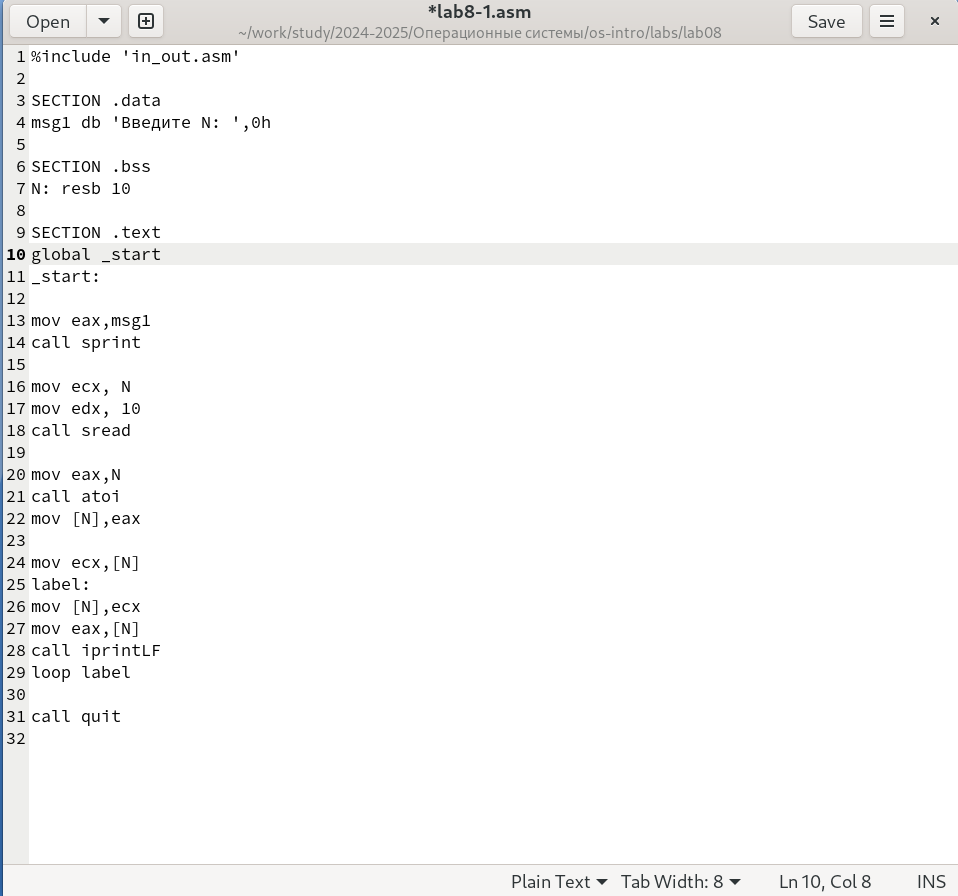 Open
*lab8-1.asm
~/work/study/2024-2025/Операционные системы/os-intro/labs/lab08
Save
1 %include 'in_out.asm'
2
3 SECTION .data
4 msg1 db 'Введите N: ',0h
5
6 SECTION .bss
7 N: resb 10
8
9 SECTION .text
10 global _start
11 _start:
12
13 mov eax,msg1
14 call sprint
15
16 mov ecx, N
17 mov edx, 10
18 call sread
19
20 mov eax,N
21 call atoi
22 mov [N],eax
23
24 mov ecx,[N]
25 label:
26 mov [N],ecx
27 mov eax,[N]
28 call iprintLF
29 loop label
30
31 call quit
32
Plain Text Tab Width: 8 Ln 10, Col 8 INS